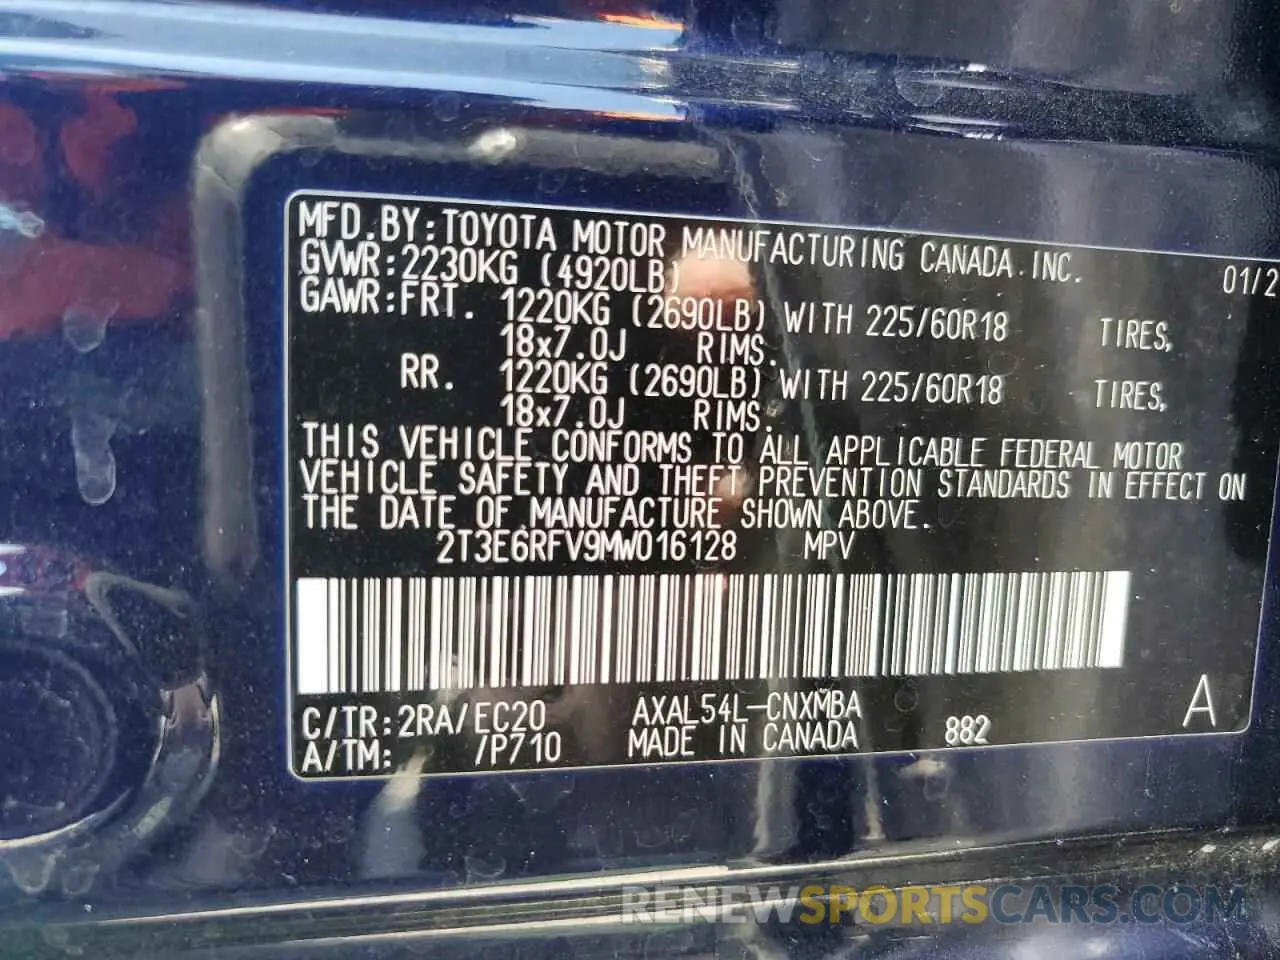 MFD.BY:TOYOTA MOTOR MANUFACTURING CANADA INC. 01/2
GVWR:2230KG (4920LB)
GAWR:FRT. 1220KG (2690LB) WITH 225/60R18 TIRES,
18x7.0J RIMS.
RR. 1220KG (2690LB) WITH 225/60R18 TIRES,
18x7.0J RIMS.
THIS VEHICLE CONFORMS TO ALL APPLICABLE FEDERAL MOTOR
VEHICLE SAFETY AND THEFT PREVENTION STANDARDS IN EFFECT ON
THE DATE OF MANUFACTURE SHOWN ABOVE.
2T3E6RFV9MW016128 MPV
C/TR:2RA/EC20 AXAL54L-CNXMBA
A/TM: /P710 MADE IN CANADA 882 A
RENEWSPORTSCARS.COM